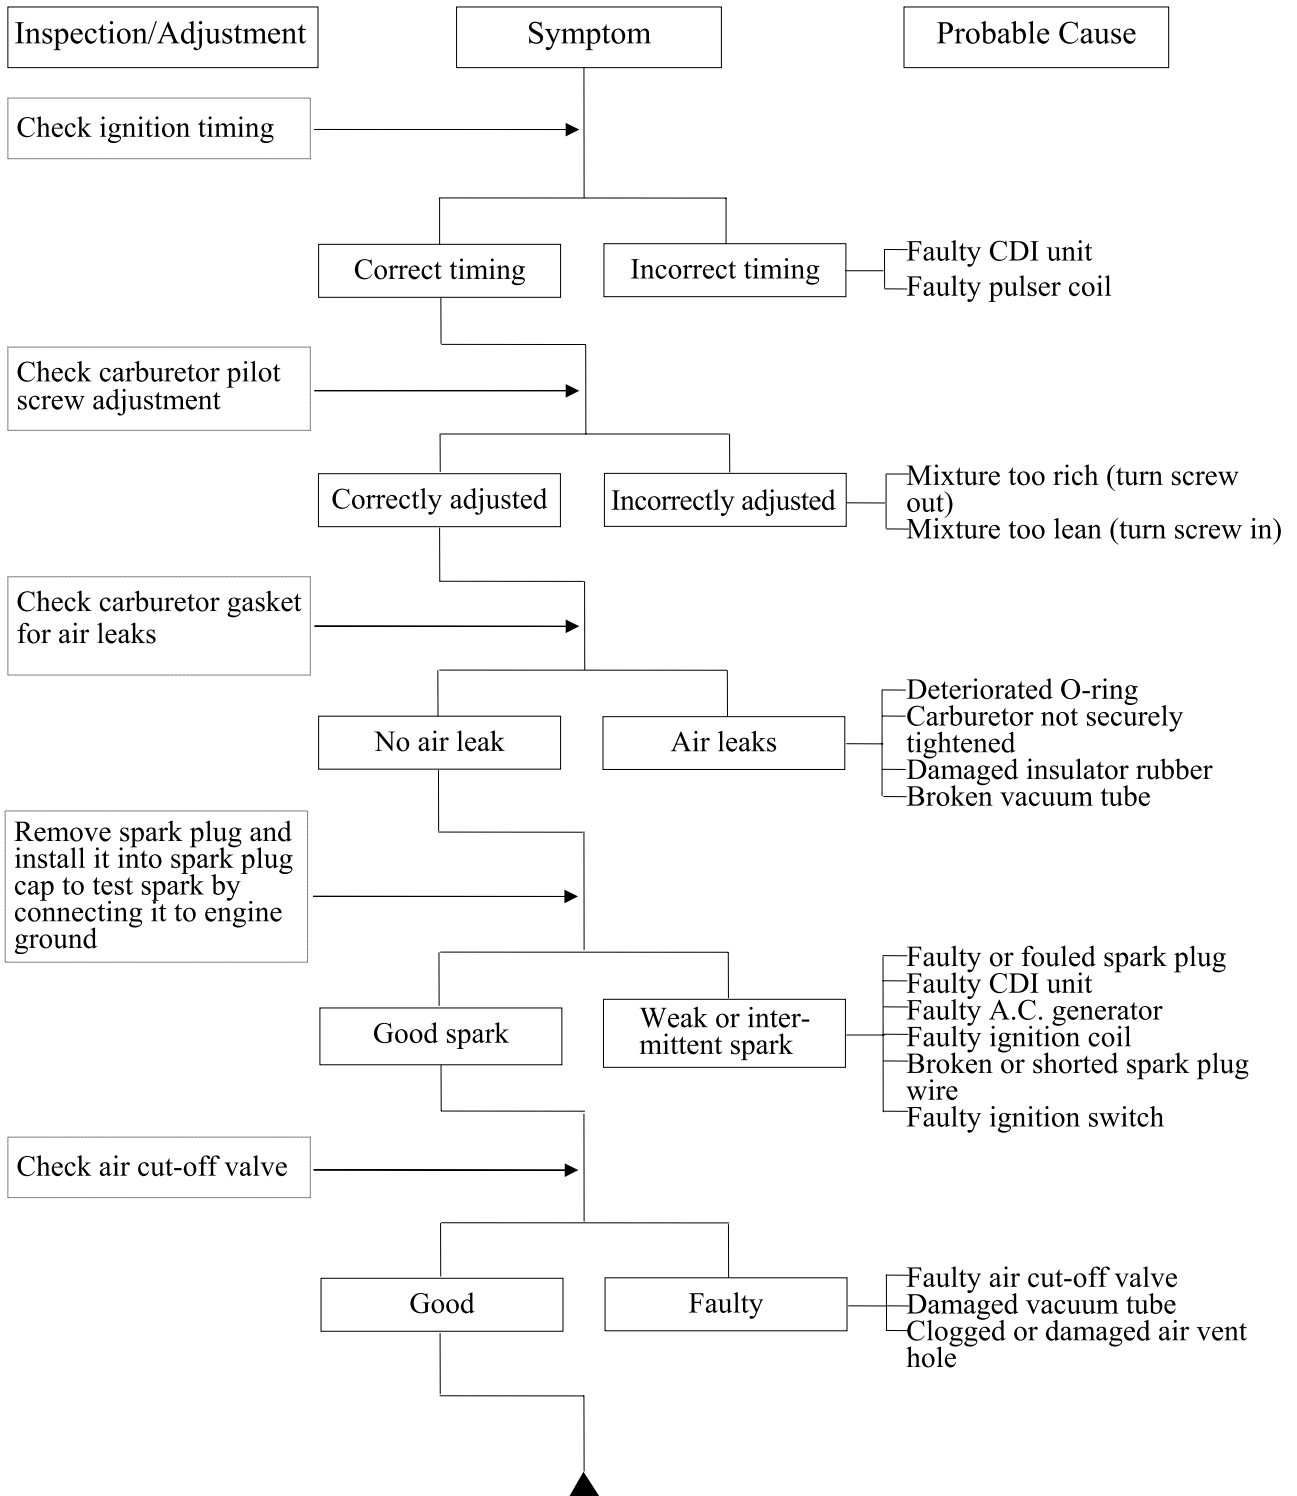 Inspection/Adjustment
Symptom
Probable Cause
Check ignition timing
Correct timing
Incorrect timing
Faulty CDI unit
Faulty pulser coil
Check carburetor pilot
screw adjustment
Correctly adjusted
Incorrectly adjusted
Mixture too rich (turn screw
out)
Mixture too lean (turn screw in)
Check carburetor gasket
for air leaks
No air leak
Air leaks
Deteriorated O-ring
Carburetor not securely
tightened
Damaged insulator rubber
Broken vacuum tube
Remove spark plug and
install it into spark plug
cap to test spark by
connecting it to engine
ground
Good spark
Weak or inter-
mittent spark
Faulty or fouled spark plug
Faulty CDI unit
Faulty A.C. generator
Faulty ignition coil
Broken or shorted spark plug
wire
Faulty ignition switch
Check air cut-off valve
Good
Faulty
Faulty air cut-off valve
Damaged vacuum tube
Clogged or damaged air vent
hole